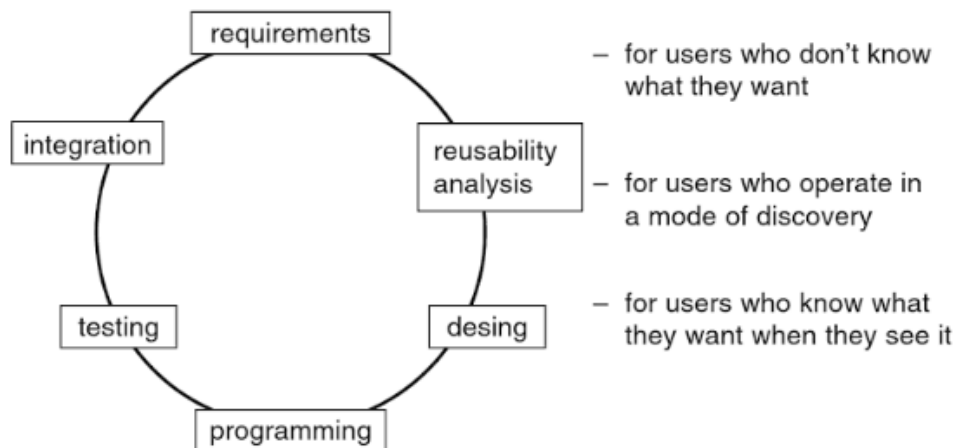 requirements
integration
reusability
analysis
testing
desing
programming
– for users who don't know
what they want
– for users who operate in
a mode of discovery
– for users who know what
they want when they see it